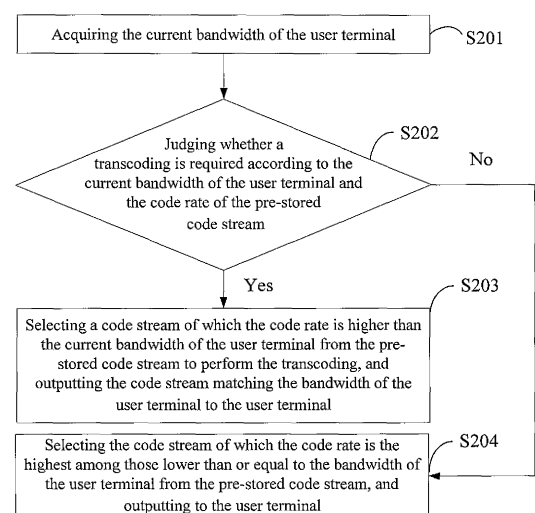 Acquiring the current bandwidth of the user terminal
S201
Judging whether a
transcoding is required according to the
current bandwidth of the user terminal and
the code rate of the pre-stored
code stream
S202
No
Yes
S203
Selecting a code stream of which the code rate is higher than
the current bandwidth of the user terminal from the pre-
stored code stream to perform the transcoding, and
outputting the code stream matching the bandwidth of the
user terminal to the user terminal
S204
Selecting the code stream of which the code rate is the
highest among those lower than or equal to the bandwidth of
the user terminal from the pre-stored code stream, and
outputting to the user terminal